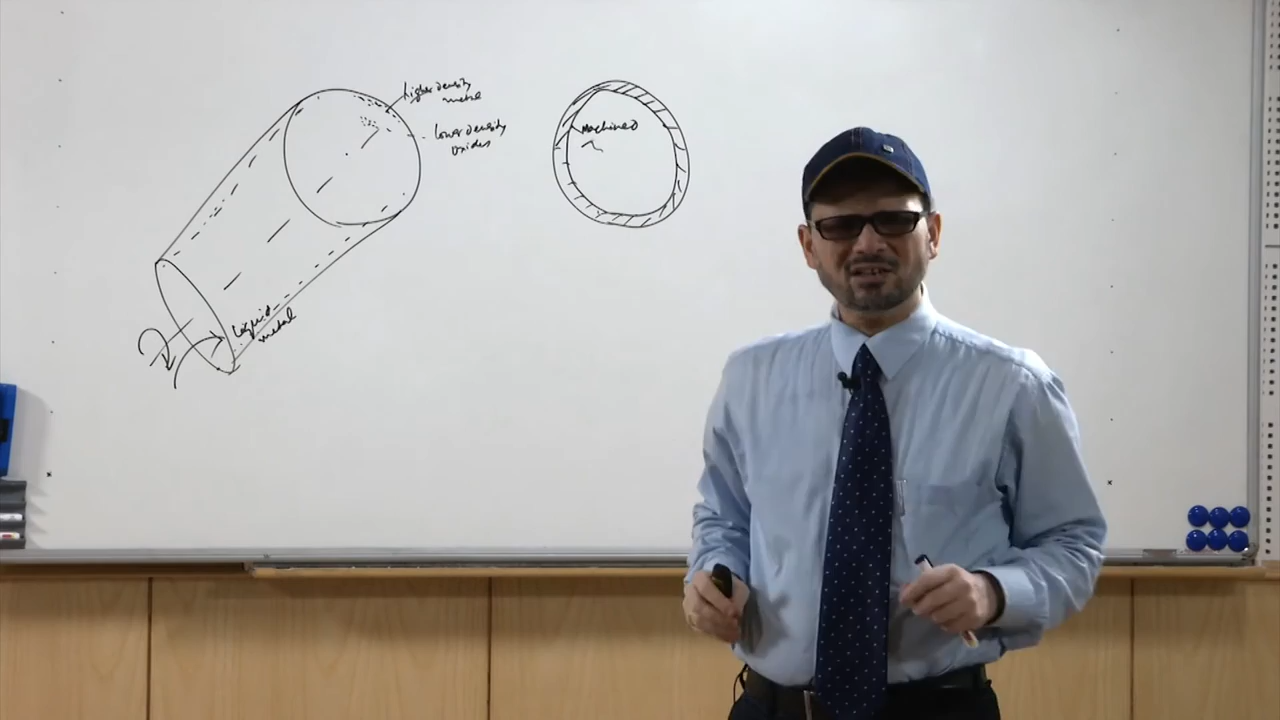 higher density
metal
lower density
oxides
Machined
Liquid
metal